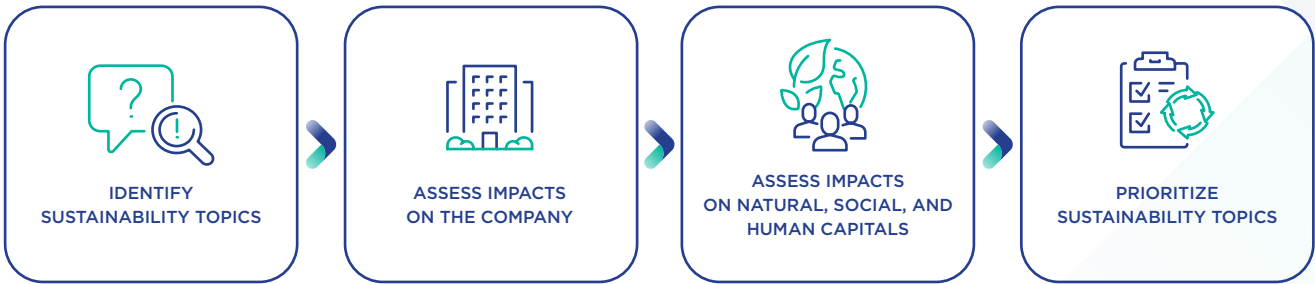 IDENTIFY
SUSTAINABILITY TOPICS
ASSESS IMPACTS
ON THE COMPANY
ASSESS IMPACTS
ON NATURAL, SOCIAL, AND
HUMAN CAPITALS
PRIORITIZE
SUSTAINABILITY TOPICS